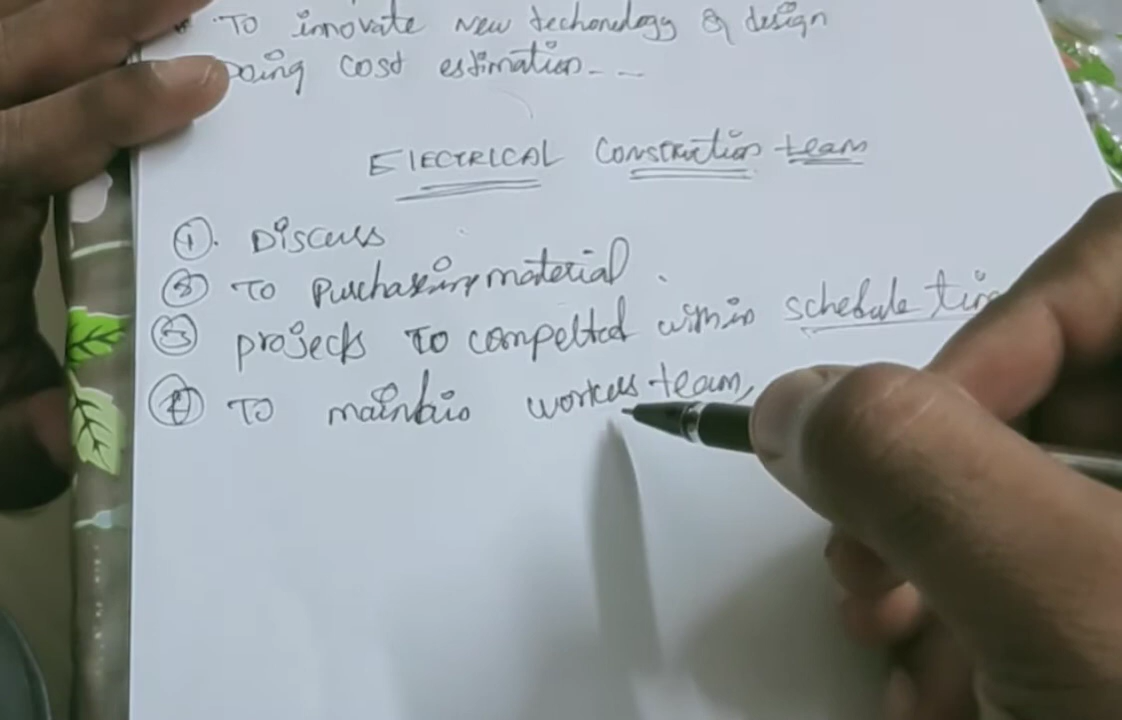 To innovate New techonology & design
Doing cost estimation - -
ELECTRICAL Construction team
①. Discuss
② To purchasing material.
③ projects To compelted within schedule time
④ To maintain workers team,